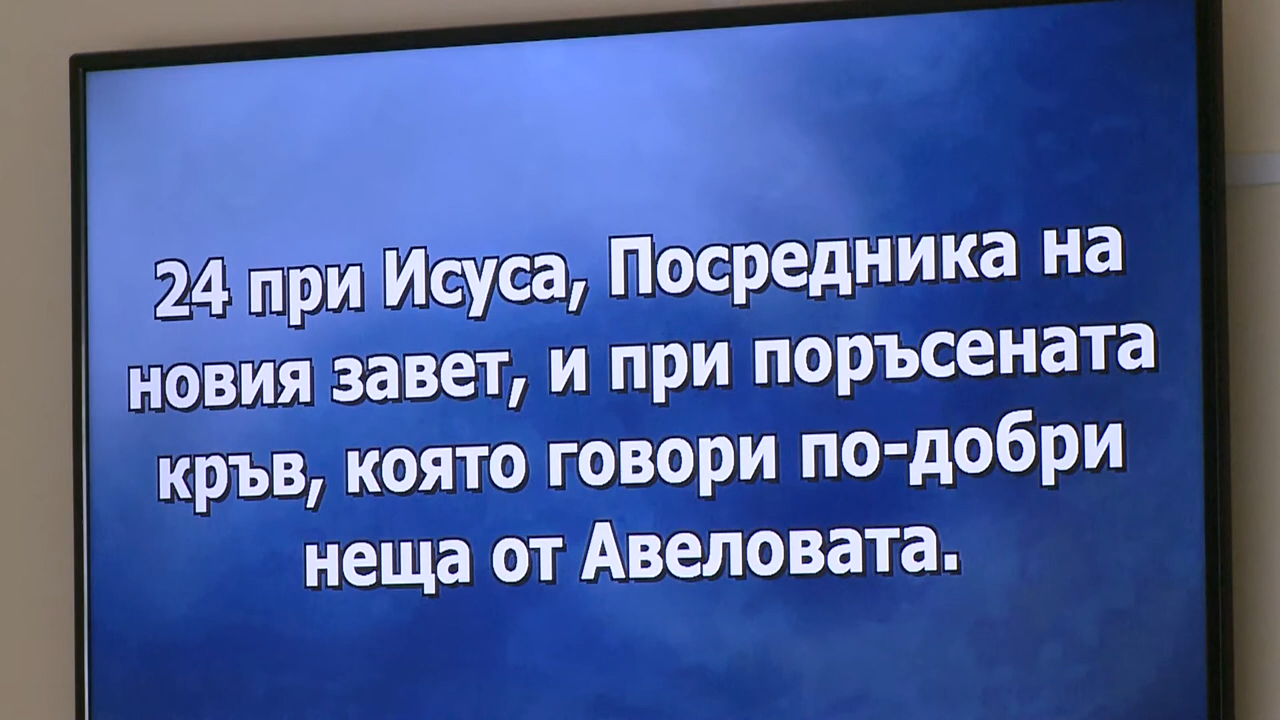 24 при Исуса, Посредника на
новия завет, и при поръсената
кръв, която говори по-добри
неща от Авеловата.